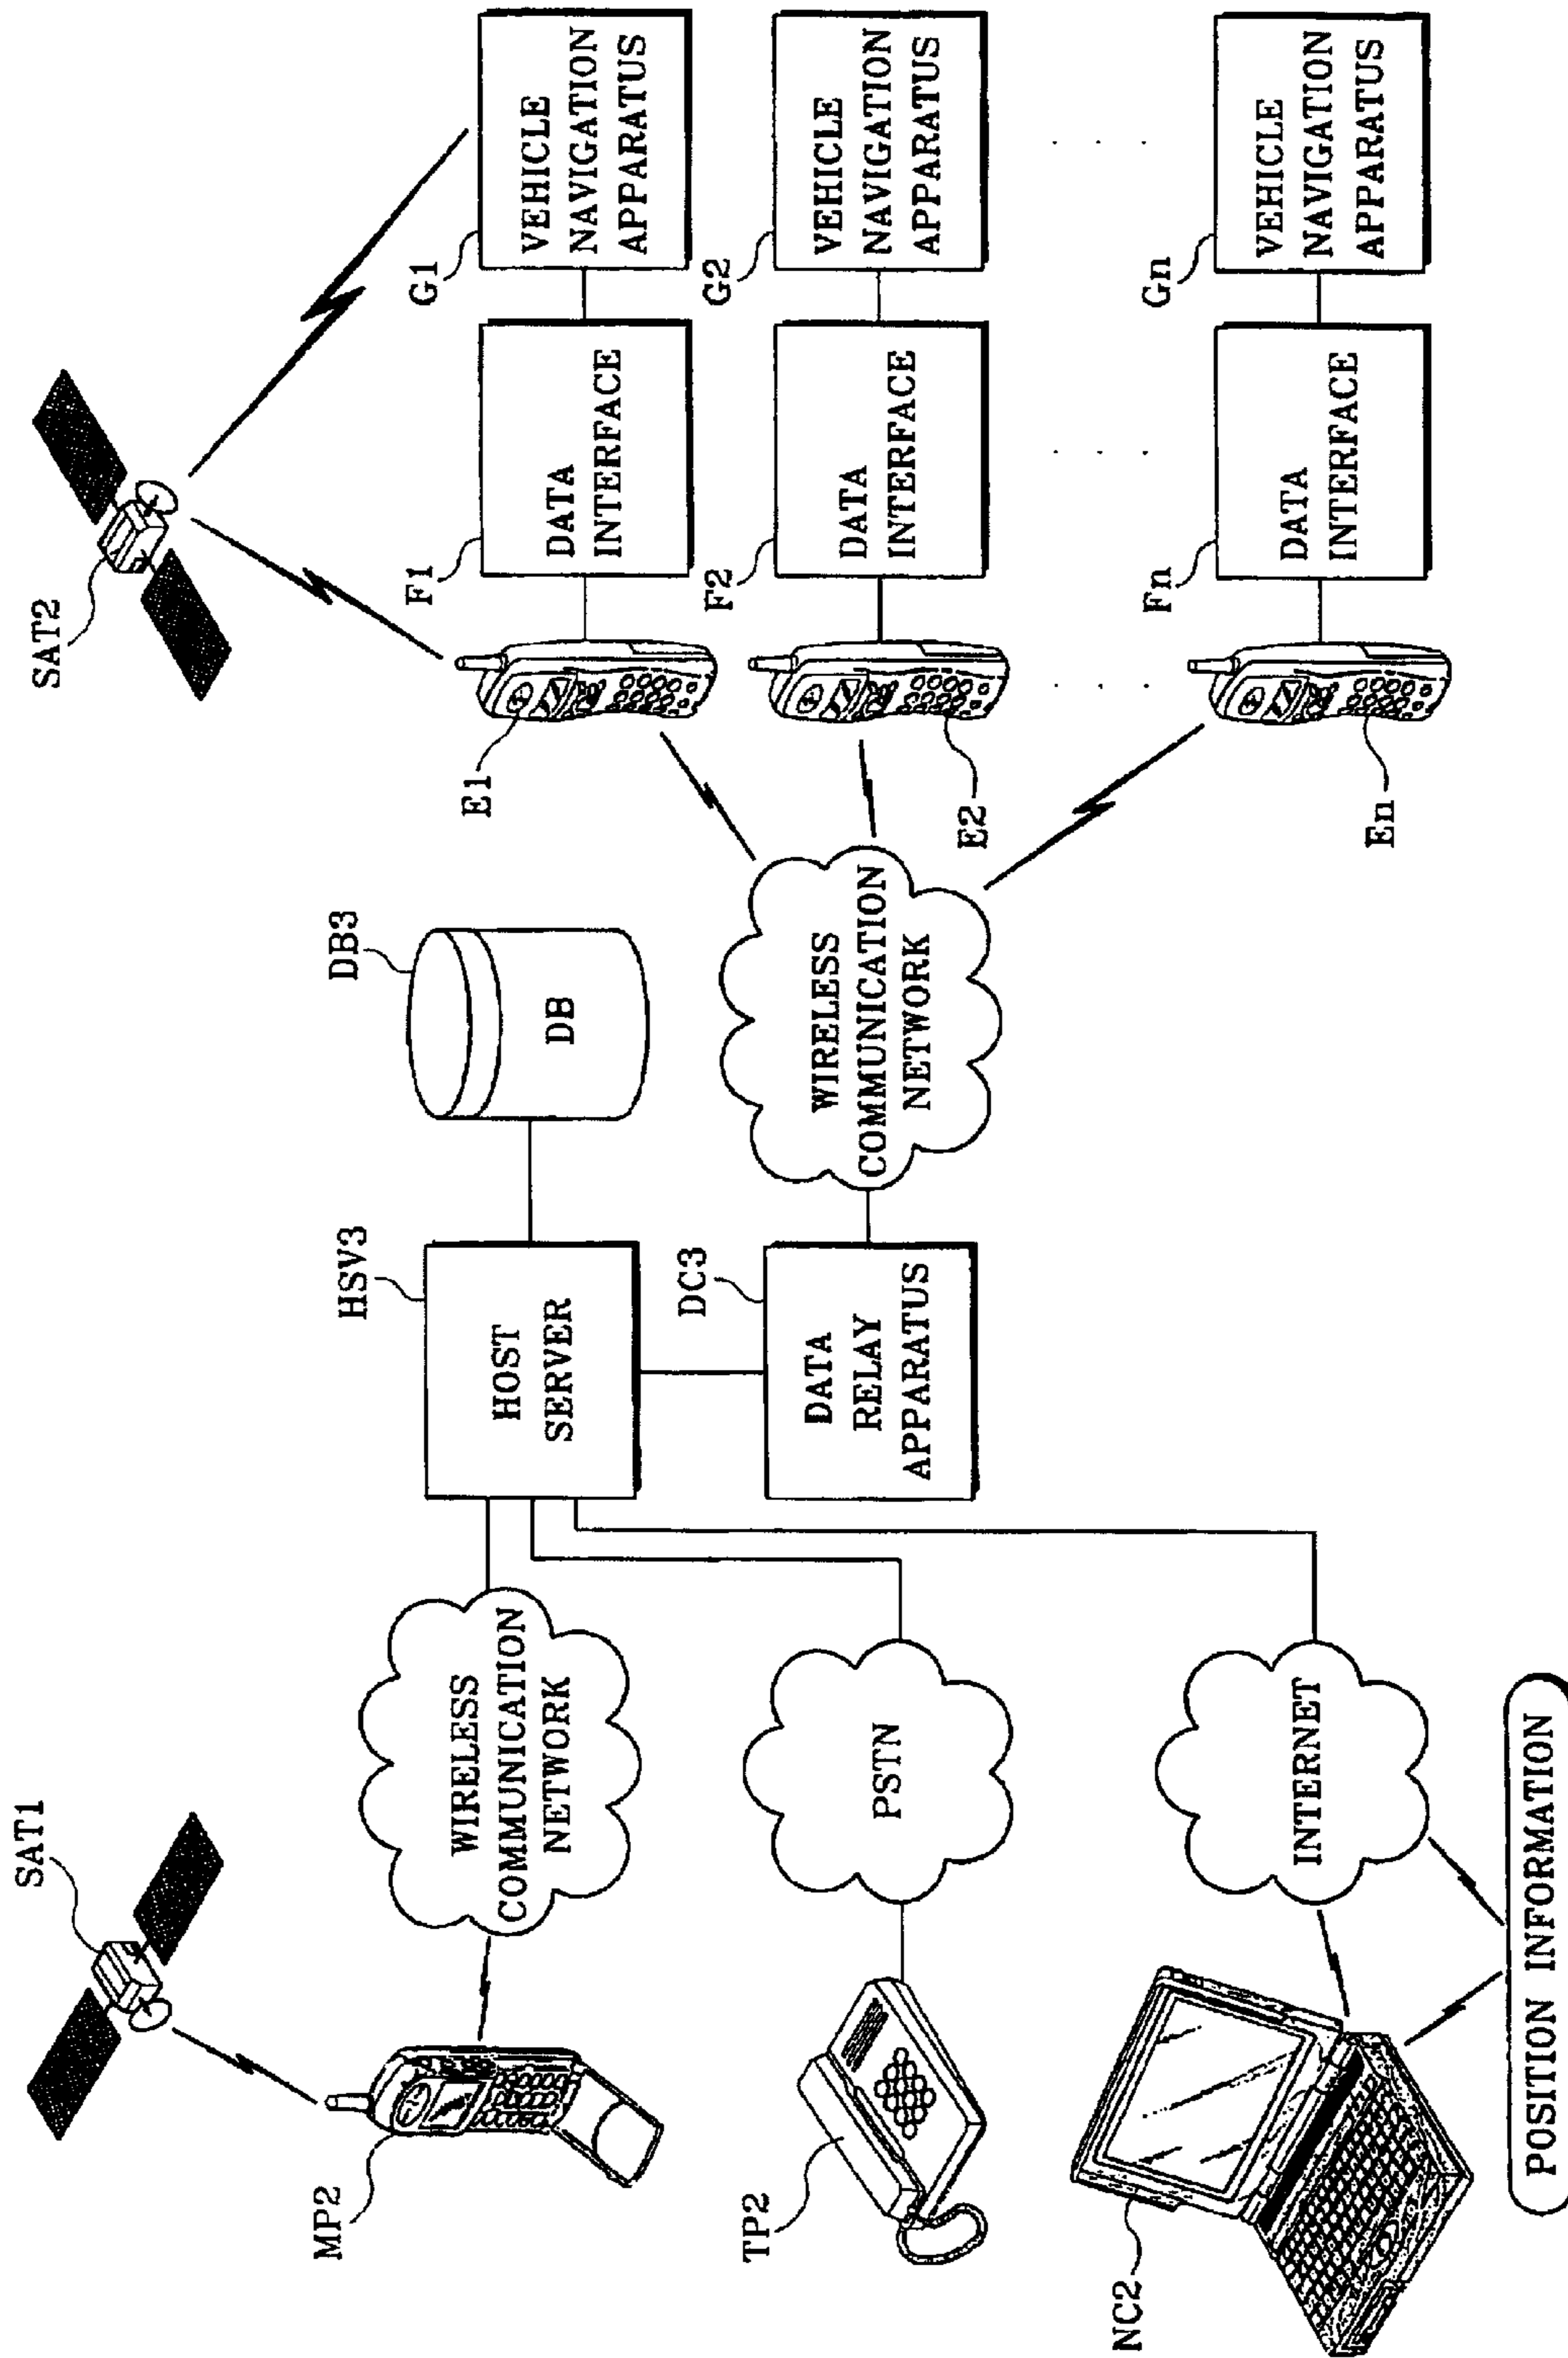 SAT1
SAT2
MP2
WIRELESS
COMMUNICATION
NETWORK
HSV3
HOST
SERVER
DB3
DB
E1
F1
DATA
INTERFACE
G1
VEHICLE
NAVIGATION
APPARATUS
TP2
PSTN
DC3
DATA
RELAY
APPARATUS
WIRELESS
COMMUNICATION
NETWORK
E2
F2
DATA
INTERFACE
G2
VEHICLE
NAVIGATION
APPARATUS
NC2
INTERNET
En
Fn
DATA
INTERFACE
Gn
VEHICLE
NAVIGATION
APPARATUS
POSITION INFORMATION